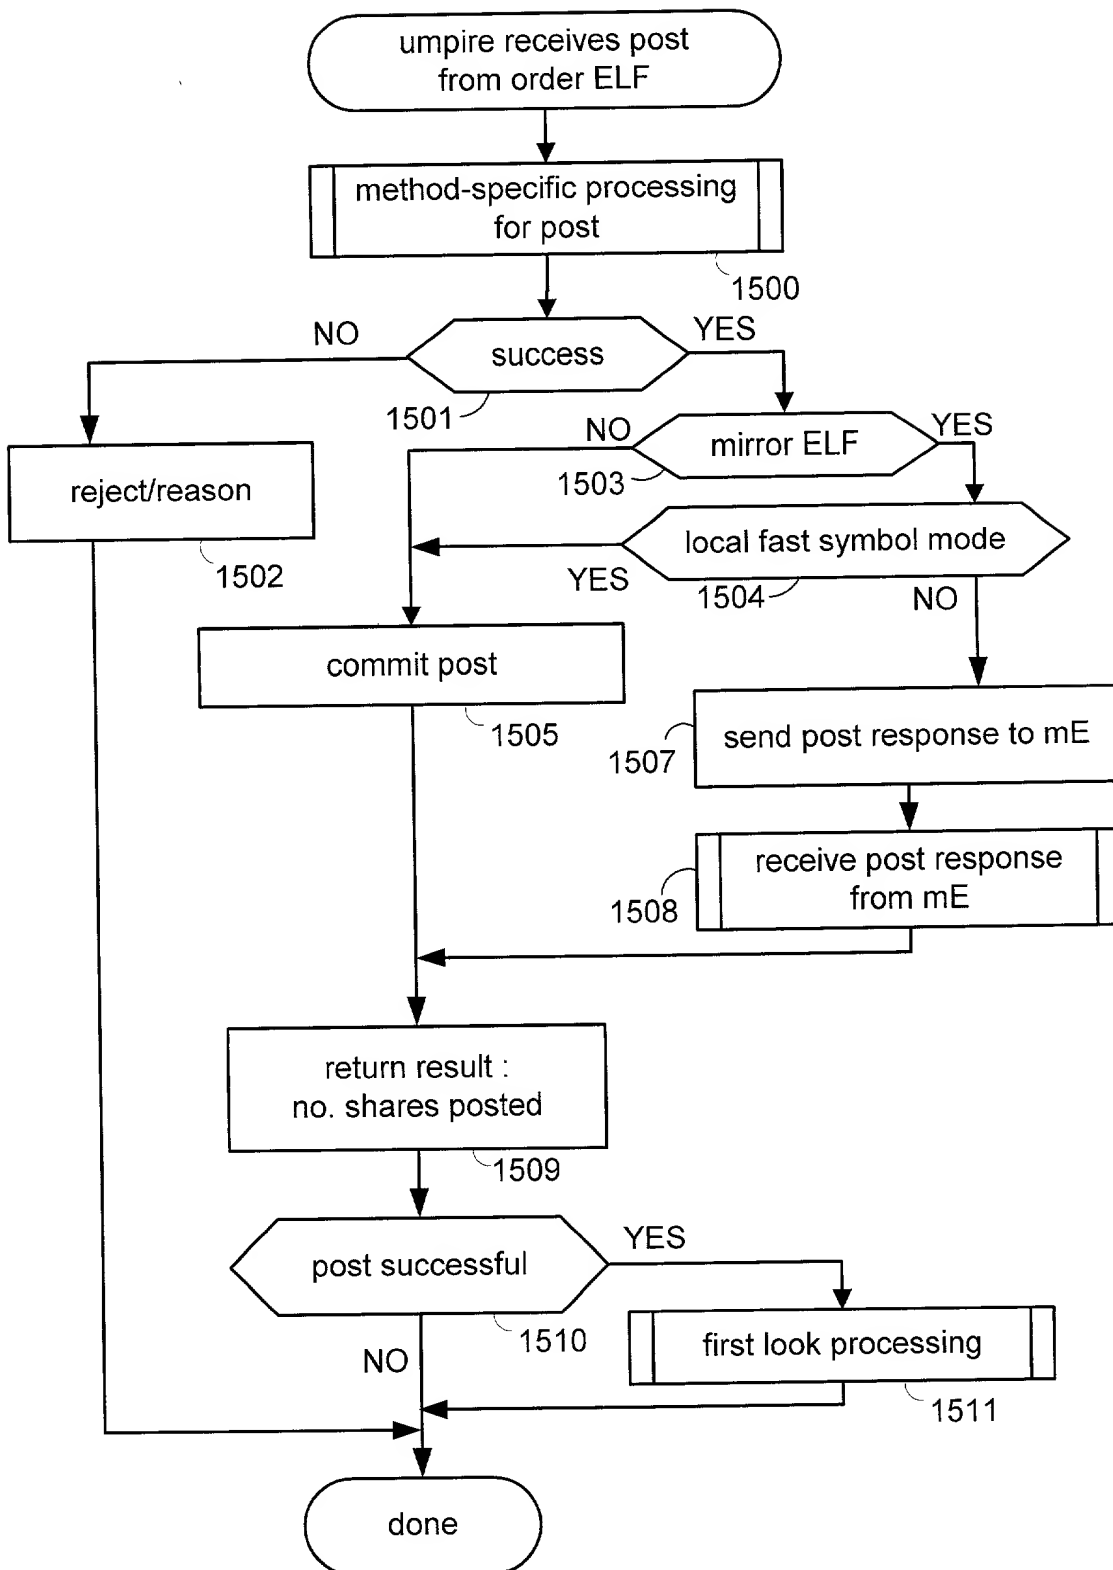 umpire receives post
from order ELF
method-specific processing
for post
1500
NO
YES
success
1501
NO
YES
mirror ELF
1503
reject/reason
1502
local fast symbol mode
YES
1504
NO
commit post
1505
send post response to mE
1507
receive post response
from mE
1508
return result :
no. shares posted
1509
post successful
YES
1510
NO
first look processing
1511
done